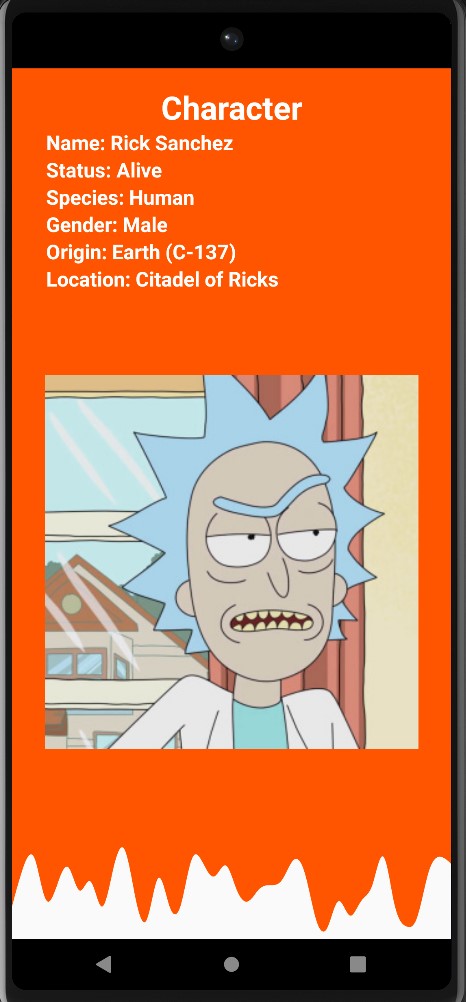 Character
Name: Rick Sanchez
Status: Alive
Species: Human
Gender: Male
Origin: Earth (C-137)
Location: Citadel of Ricks